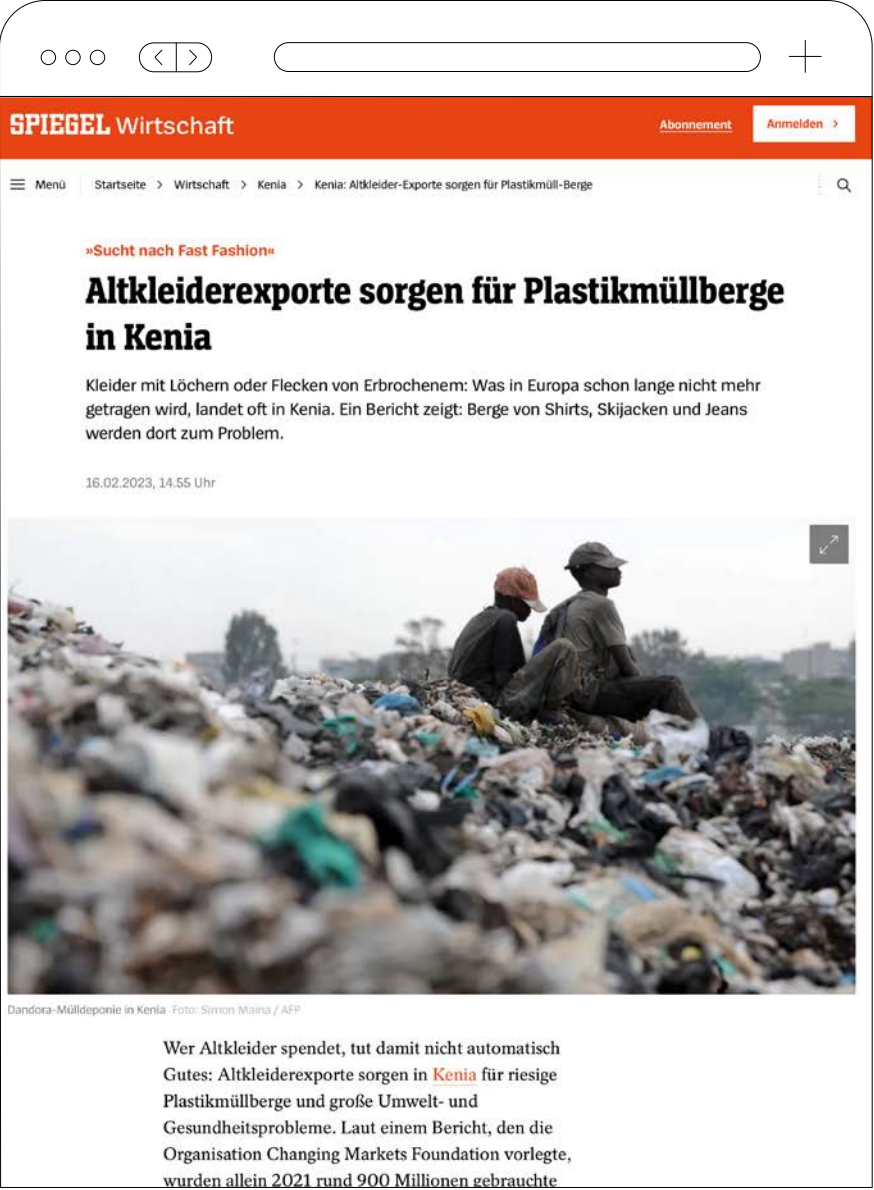 SPIEGEL Wirtschaft
Abonnement
Anmelden >
Menü
Startseite > Wirtschaft > Kenia > Kenia: Altkleider-Exporte sorgen für Plastikmüll-Berge
»Sucht nach Fast Fashion«
Altkleiderexporte sorgen für Plastikmüllberge
in Kenia
Kleider mit Löchern oder Flecken von Erbrochenem: Was in Europa schon lange nicht mehr
getragen wird, landet oft in Kenia. Ein Bericht zeigt: Berge von Shirts, Skijacken und Jeans
werden dort zum Problem.
16.02.2023, 14.55 Uhr
Dandora-Mülldeponie in Kenia Foto: Simon Maina / AFP
Wer Altkleider spendet, tut damit nicht automatisch
Gutes: Altkleiderexporte sorgen in Kenia für riesige
Plastikmüllberge und große Umwelt- und
Gesundheitsprobleme. Laut einem Bericht, den die
Organisation Changing Markets Foundation vorlegte,
wurden allein 2021 rund 900 Millionen gebrauchte